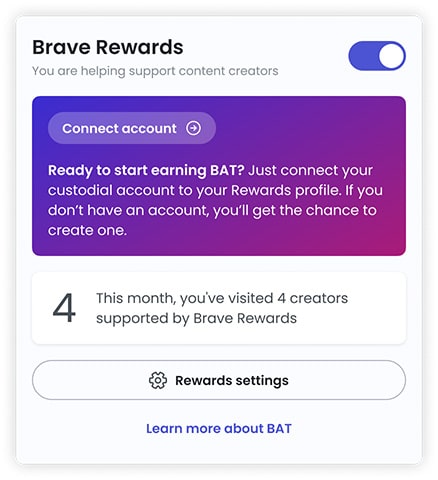 Brave Rewards
You are helping support content creators
Connect account
Ready to start earning BAT? Just connect your
custodial account to your Rewards profile. If you
don’t have an account, you’ll get the chance to
create one.
4
This month, you've visited 4 creators
supported by Brave Rewards
Rewards settings
Learn more about BAT